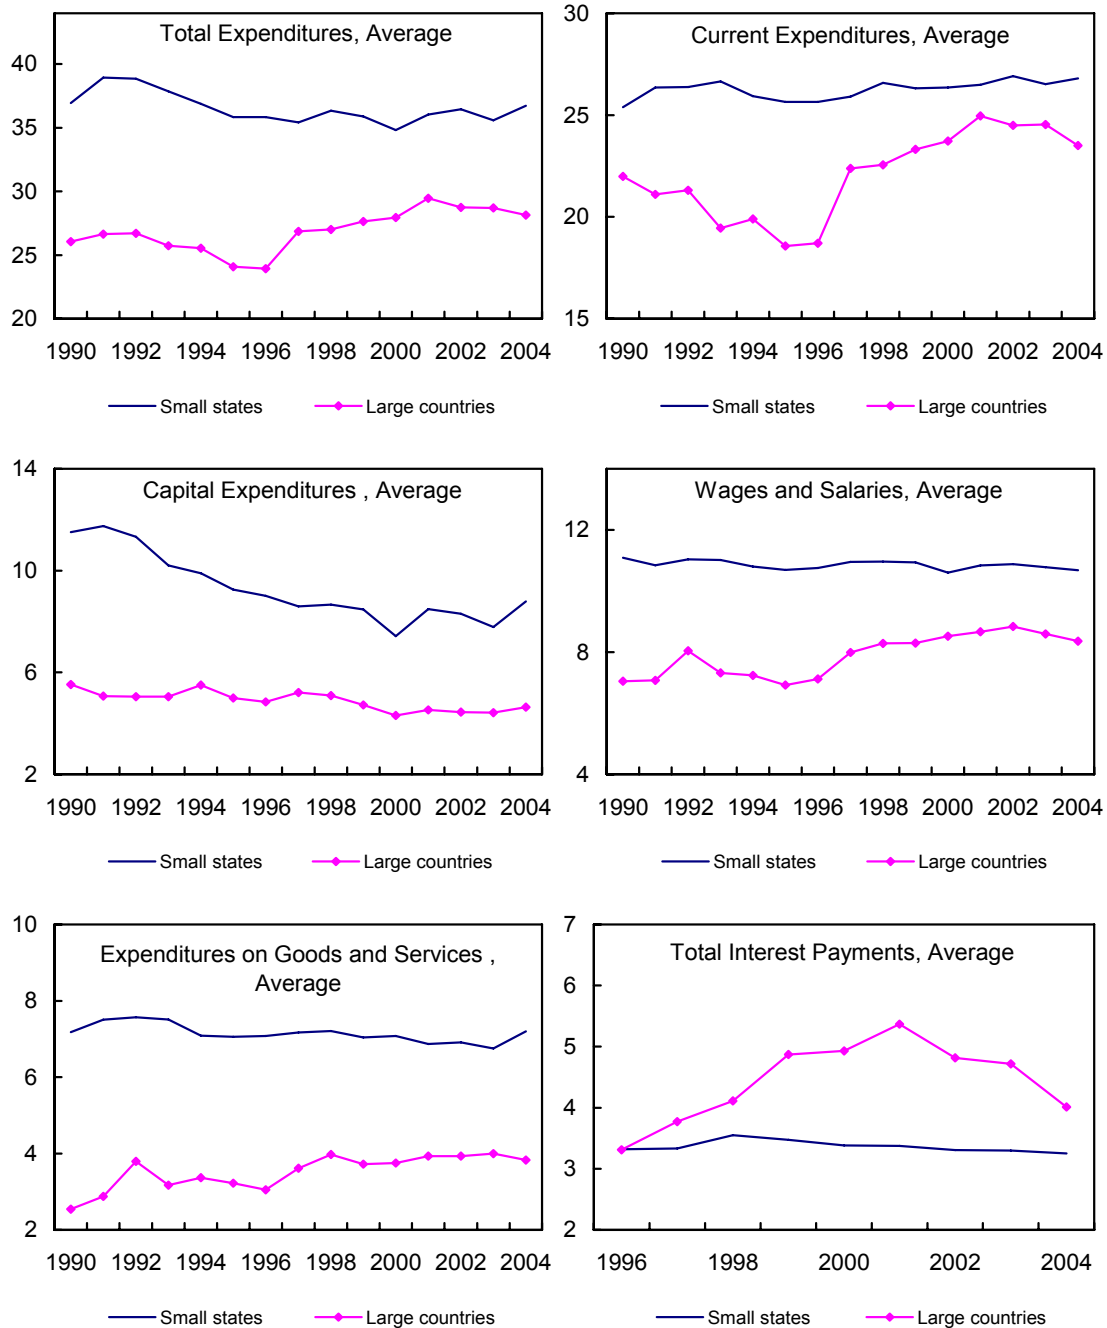 Total Expenditures, Average
40
35
30
25
20
1990 1992 1994 1996 1998 2000 2002 2004
Small states Large countries
Current Expenditures, Average
30
25
20
15
1990 1992 1994 1996 1998 2000 2002 2004
Small states Large countries
Capital Expenditures , Average
14
10
6
2
1990 1992 1994 1996 1998 2000 2002 2004
Small states Large countries
Wages and Salaries, Average
12
8
4
1990 1992 1994 1996 1998 2000 2002 2004
Small states Large countries
Expenditures on Goods and Services ,
Average
10
8
6
4
2
1990 1992 1994 1996 1998 2000 2002 2004
Small states Large countries
Total Interest Payments, Average
7
6
5
4
3
2
1996 1998 2000 2002 2004
Small states Large countries